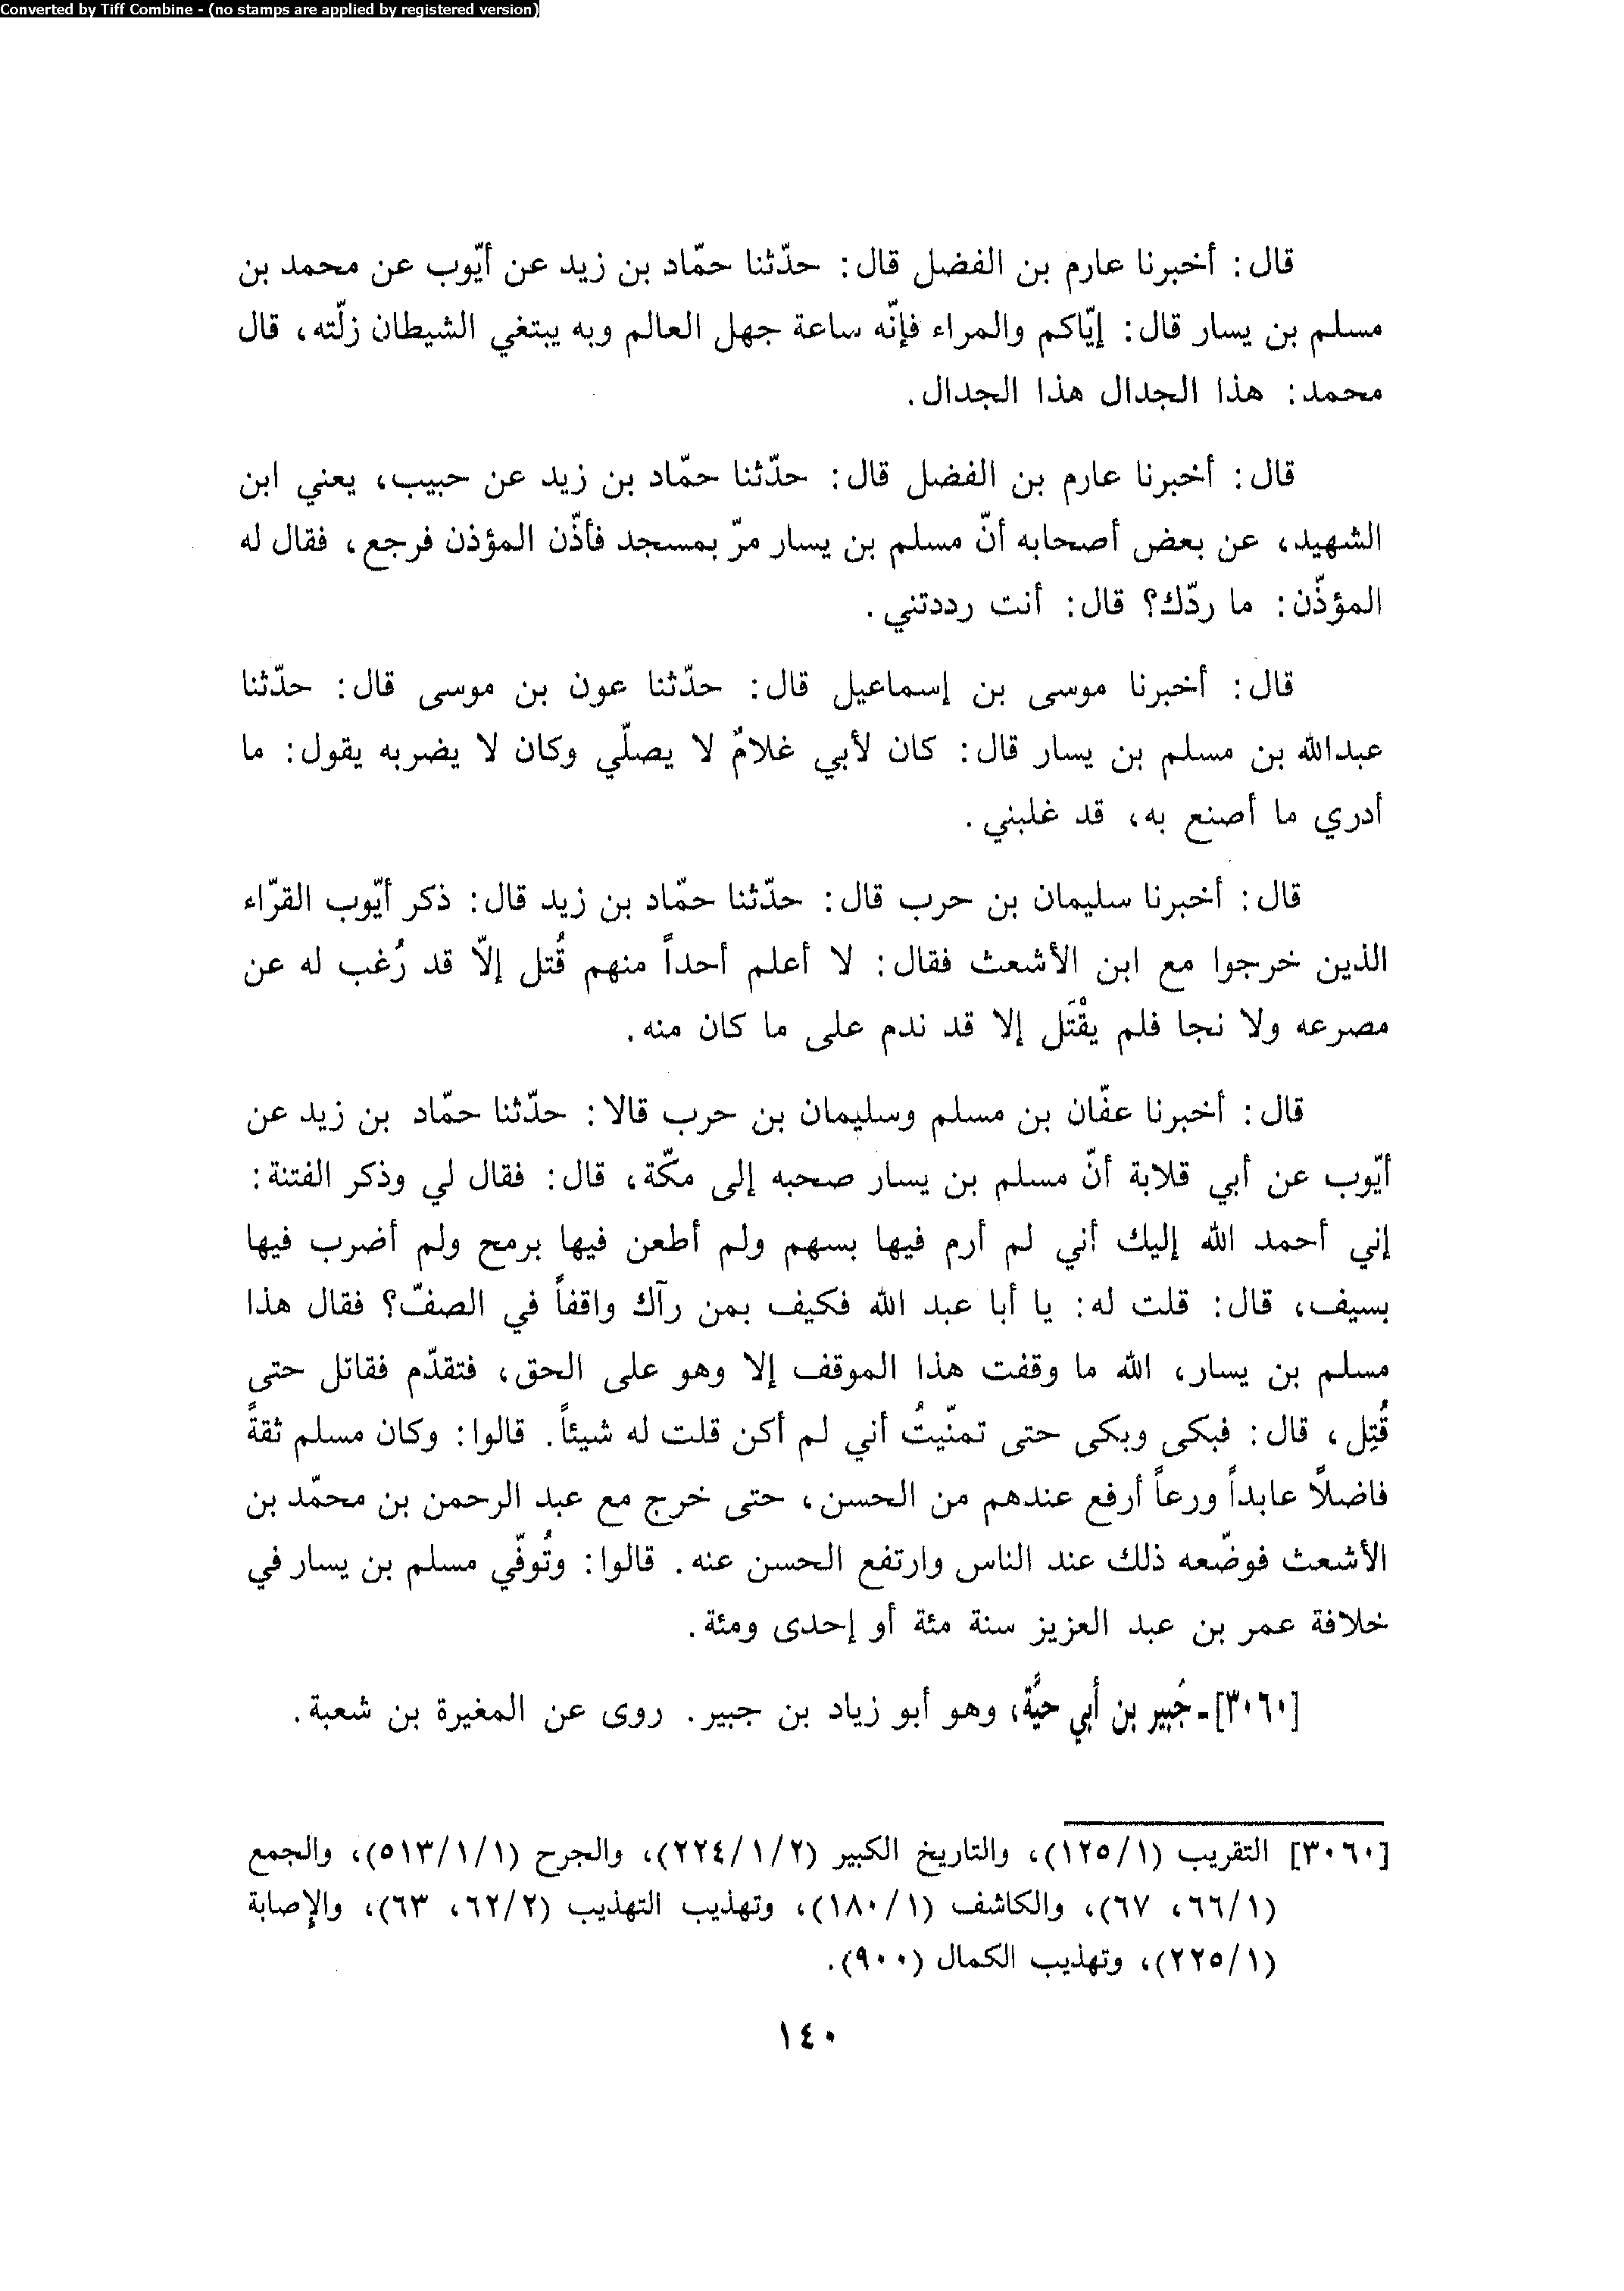 Converted by Tiff Combine - (no stamps are applied by registered version)
قال: أخبرنا عارم بن الفضل قال: حدّثنا حمّاد بن زيد عن أيّوب عن محمد بن
مسلم بن يسار قال: إيّاكم والمراء فإنّه ساعة جهل العالم وبه يبتغي الشيطان زلّته، قال
محمد: هذا الجدال هذا الجدال.
قال: أخبرنا عارم بن الفضل قال: حدّثنا حمّاد بن زيد عن حبيب، يعني ابن
الشهيد، عن بعض أصحابه أنّ مسلم بن يسار مرّ بمسجد فأذّن المؤذن فرجع، فقال له
المؤذّن: ما ردّك؟ قال: أنت رددتني.
قال: أخبرنا موسى بن إسماعيل قال: حدّثنا عون بن موسى قال: حدّثنا
عبدالله بن مسلم بن يسار قال: كان لأبي غلامٌ لا يصلّي وكان لا يضربه يقول: ما
أدري ما أصنع به، قد غلبني.
قال: أخبرنا سليمان بن حرب قال: حدّثنا حمّاد بن زيد قال: ذكر أيّوب القرّاء
الذين خرجوا مع ابن الأشعث فقال: لا أعلم أحداً منهم قُتل إلاّ قد رُغب له عن
مصرعه ولا نجا فلم يقْتَل إلا قد ندم على ما كان منه.
قال: أخبرنا عفّان بن مسلم وسليمان بن حرب قالا: حدّثنا حمّاد بن زيد عن
أيّوب عن أبي قلابة أنّ مسلم بن يسار صحبه إلى مكّة، قال: فقال لي وذكر الفتنة:
إني أحمد الله إليك أني لم أرم فيها بسهم ولم أطعن فيها برمح ولم أضرب فيها
بسيف، قال: قلت له: يا أبا عبد الله فكيف بمن رآك واقفاً في الصفّ؟ فقال هذا
مسلم بن يسار، الله ما وقفت هذا الموقف إلا وهو على الحق، فتقدّم فقاتل حتى
قُتِل، قال: فبكى وبكى حتى تمنّيتُ أني لم أكن قلت له شيئاً. قالوا: وكان مسلم ثقةً
فاضلاً عابداً ورعاً أرفع عندهم من الحسن، حتى خرج مع عبد الرحمن بن محمّد بن
الأشعث فوضّعه ذلك عند الناس وارتفع الحسن عنه. قالوا: وتُوفّي مسلم بن يسار في
خلافة عمر بن عبد العزيز سنة مئة أو إحدى ومئة.
[٣٠٦٠]ـ جُبير بن أبي حيُّة، وهو أبو زياد بن جبير. روى عن المغيرة بن شعبة.
[٣٠٦٠] التقريب (١/‏١٢٥)، والتاريخ الكبير (٢/‏١/‏٢٢٤)، والجرح (١/‏١/‏٥١٣)، والجمع
(١/‏٦٦، ٦٧)، والكاشف (١/‏١٨٠)، وتهذيب التهذيب (٢/‏٦٢، ٦٣)، والإصابة
(١/‏٢٢٥)، وتهذيب الكمال (٩٠٠).
١٤٠